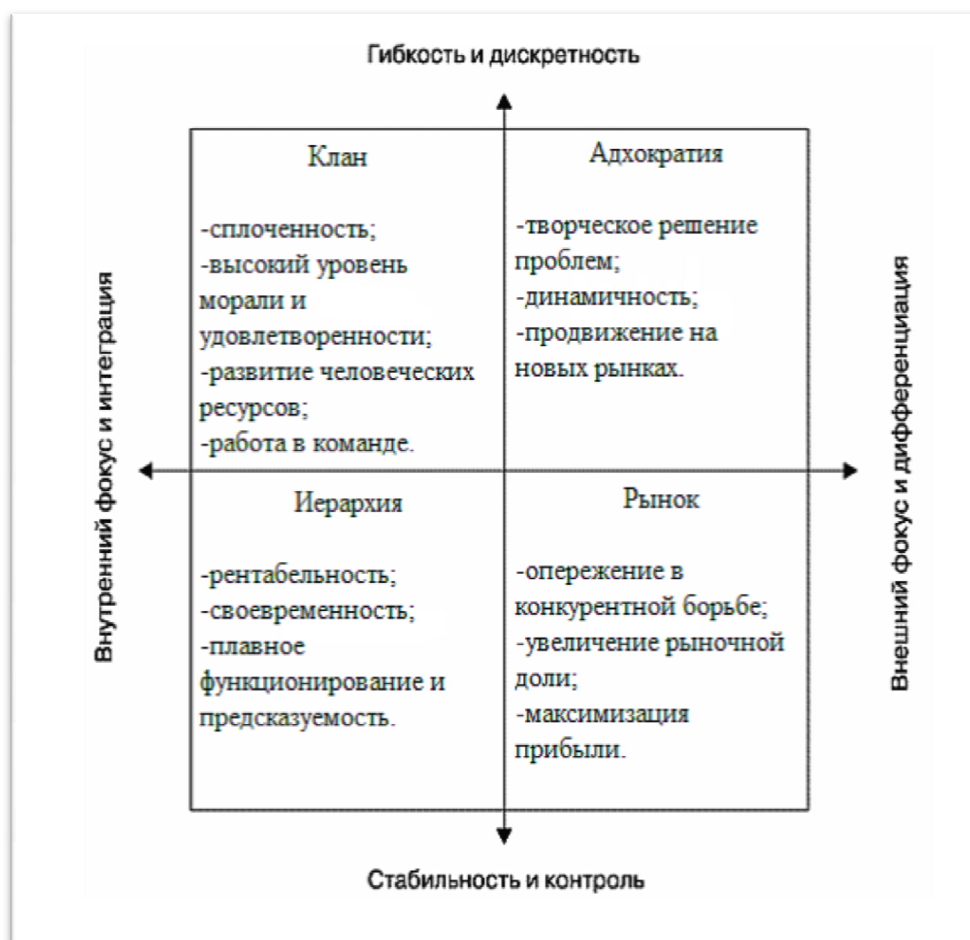 Гибкость и дискретность
Клан
-сплоченность;
-высокий уровень
морали и
удовлетворенности;
-развитие человеческих
ресурсов;
-работа в команде.
Адхократия
-творческое решение
проблем;
-динамичность;
-продвижение на
новых рынках.
Внутренний фокус и интеграция
Внешний фокус и дифференциация
Иерархия
-рентабельность;
-своевременность;
-плавное
функционирование и
предсказуемость.
Рынок
-опережение в
конкурентной борьбе;
-увеличение рыночной
доли;
-максимизация
прибыли.
Стабильность и контроль